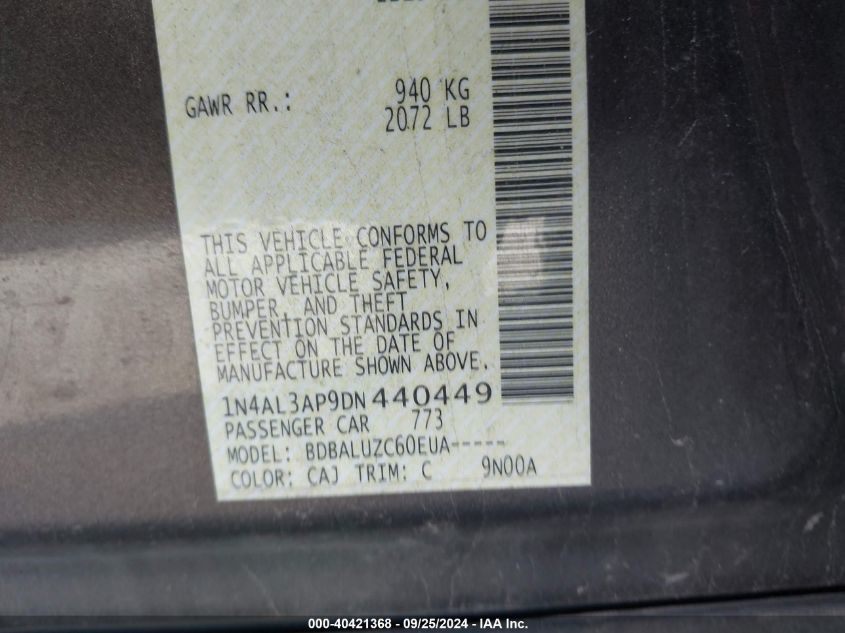 GAWR RR.: 940 KG
2072 LB
THIS VEHICLE CONFORMS TO
ALL APPLICABLE FEDERAL
MOTOR VEHICLE SAFETY,
BUMPER, AND THEFT
PREVENTION STANDARDS IN
EFFECT ON THE DATE OF
MANUFACTURE SHOWN ABOVE.
1N4AL3AP9DN440449
PASSENGER CAR 773
MODEL: BDBALUZC60EUA-----
COLOR: CAJ TRIM: C 9N00A
000-40421368 - 09/25/2024 - IAA Inc.